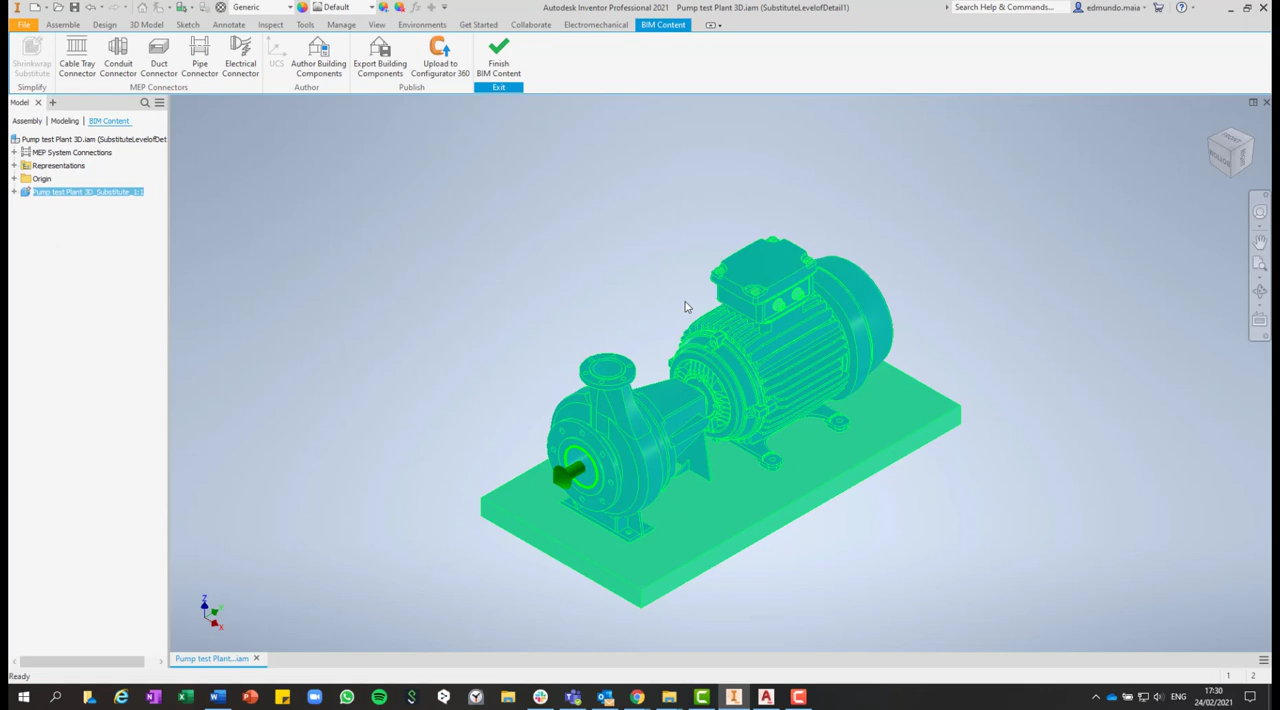 Generic
Default
Autodesk Inventor Professional 2021 Pump test Plant 3D.iam (SubstituteLevelofDetail1)
Search Help & Commands...
edmundo.maia
File Assemble Design 3D Model Sketch Annotate Inspect Tools Manage View Environments Get Started Collaborate Electromechanical BIM Content
Shrinkwrap Substitute
Cable Tray Connector
Conduit Connector
Duct Connector
Pipe Connector
Electrical Connector
UCS
Author Building Components
Export Building Components
Upload to Configurator 360
Finish BIM Content
Simplify MEP Connectors Author Publish Exit
Model
Assembly Modeling BIM Content
Pump test Plant 3D.iam (SubstituteLevelofDet
MEP System Connections
Representations
Origin
Pump test Plant 3D_Substitute_1:1
FRONT
RIGHT
BOTTOM
Z
Y
X
Pump test Plant...iam
Ready
1 2
ENG
17:30
24/02/2021